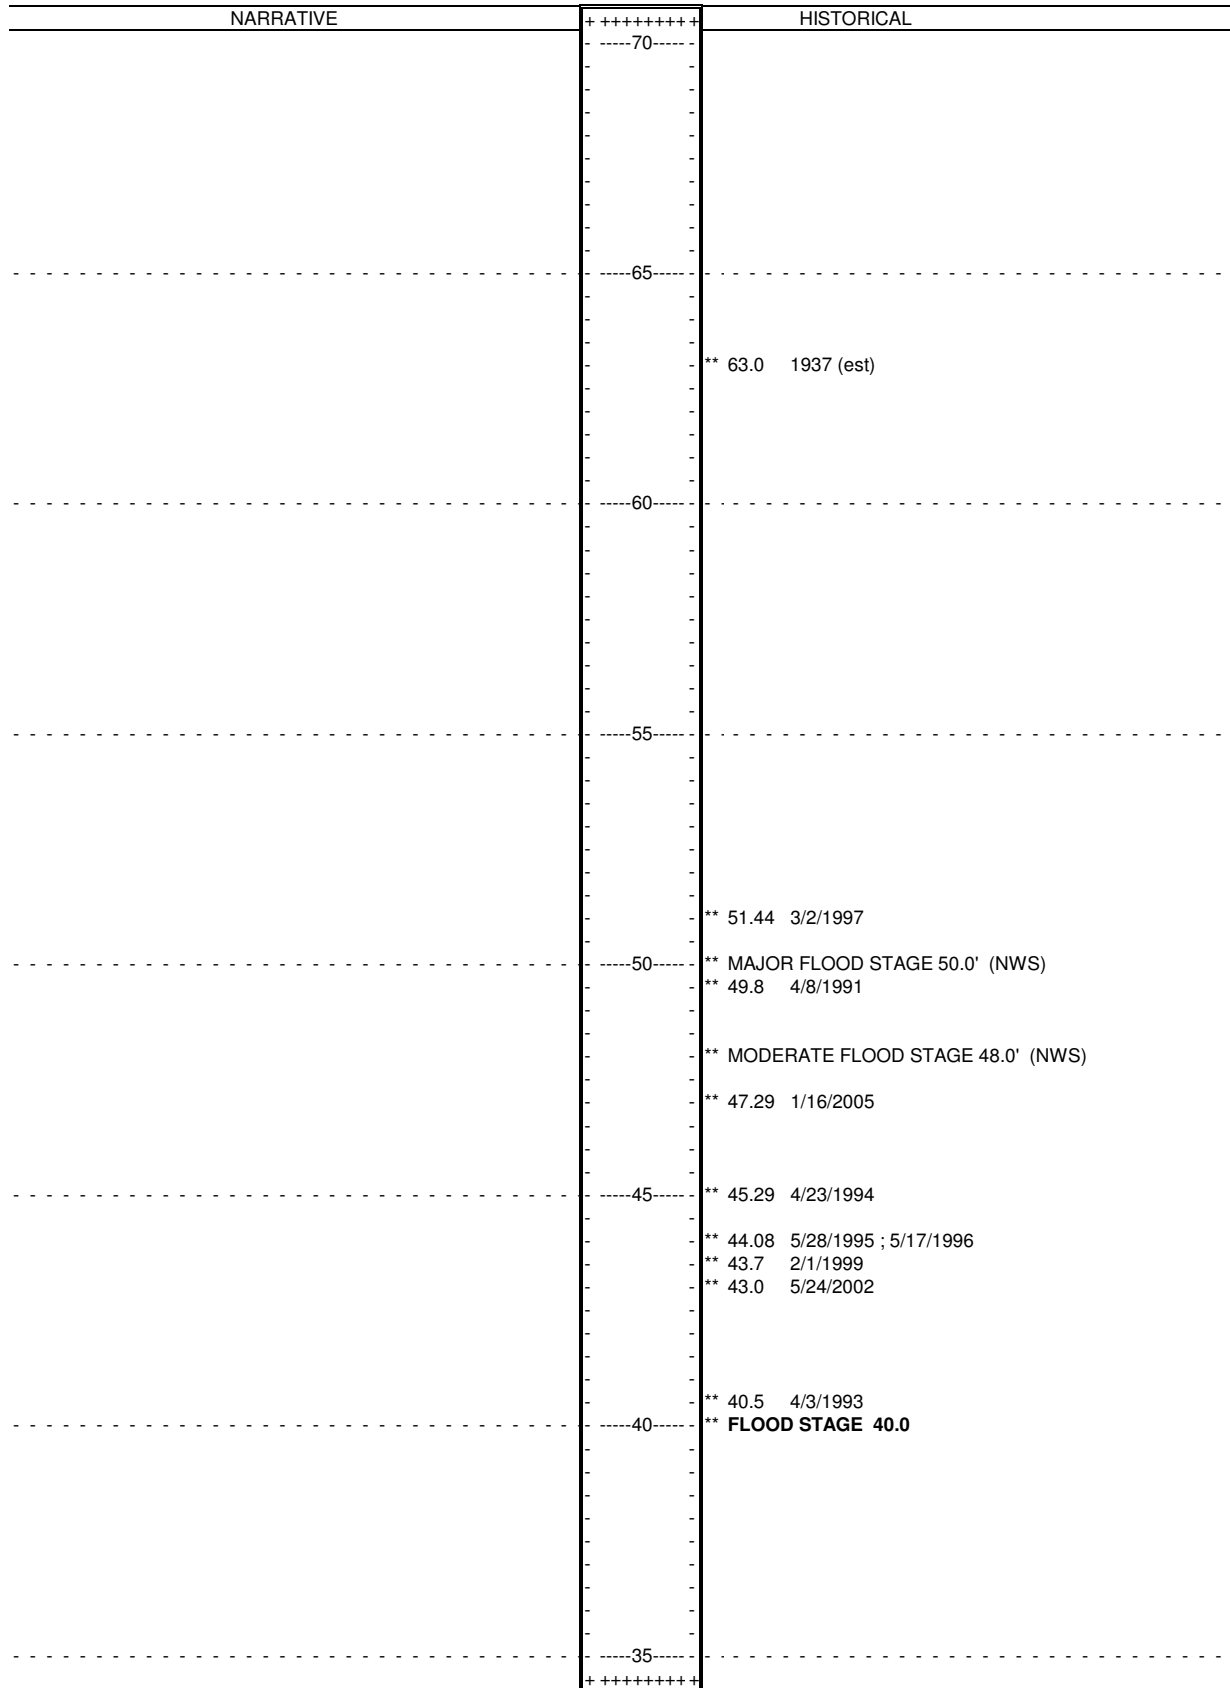 NARRATIVE + ++++++++ + HISTORICAL
- -----70----- -
- -----65----- -
** 63.0 1937 (est)
- -----60----- -
- -----55----- -
** 51.44 3/2/1997
- -----50----- - ** MAJOR FLOOD STAGE 50.0' (NWS)
** 49.8 4/8/1991
** MODERATE FLOOD STAGE 48.0' (NWS)
** 47.29 1/16/2005
- -----45----- - ** 45.29 4/23/1994
** 44.08 5/28/1995 ; 5/17/1996
** 43.7 2/1/1999
** 43.0 5/24/2002
** 40.5 4/3/1993
- -----40----- - ** FLOOD STAGE 40.0
- -----35----- -
+ ++++++++ +